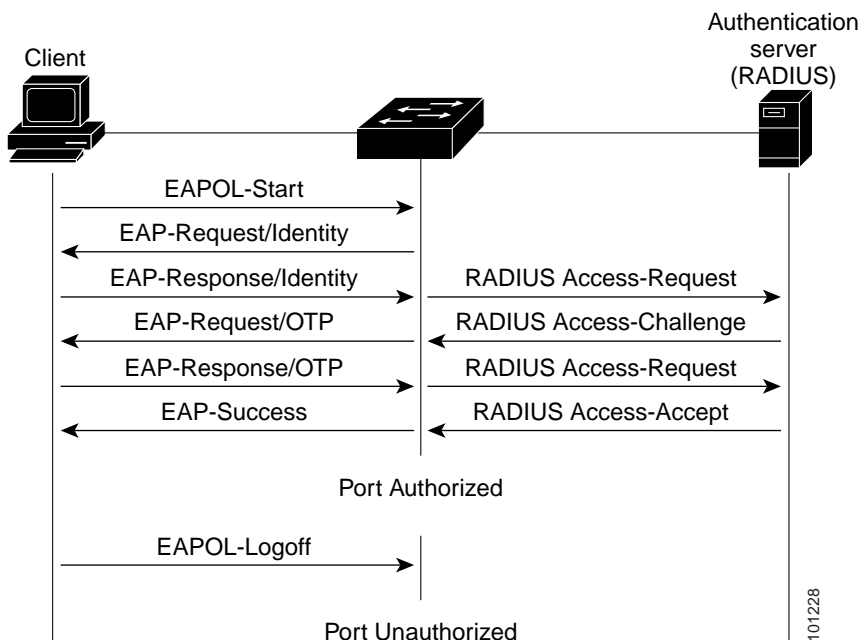 Authentication
server
(RADIUS)
Client
EAPOL-Start
EAP-Request/Identity
EAP-Response/Identity
RADIUS Access-Request
EAP-Request/OTP
RADIUS Access-Challenge
EAP-Response/OTP
RADIUS Access-Request
EAP-Success
RADIUS Access-Accept
Port Authorized
EAPOL-Logoff
Port Unauthorized
101228